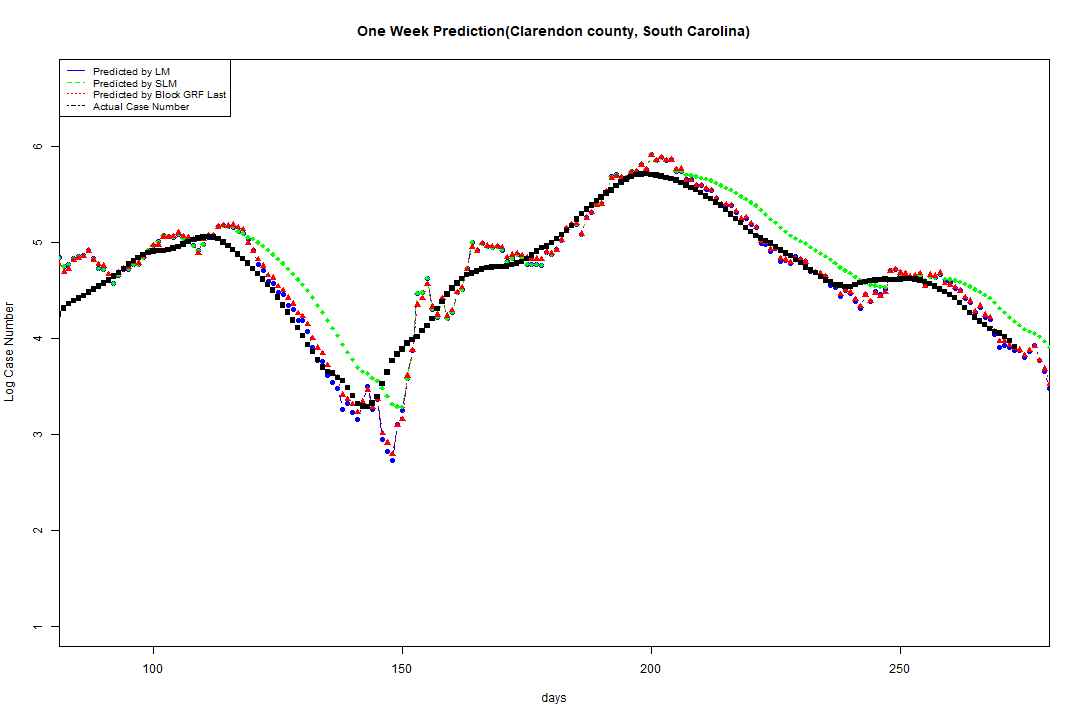 One Week Prediction(Clarendon county, South Carolina)
Predicted by LM
Predicted by SLM
Predicted by Block GRF Last
Actual Case Number
6
5
4
3
2
1
Log Case Number
100 150 200 250
days